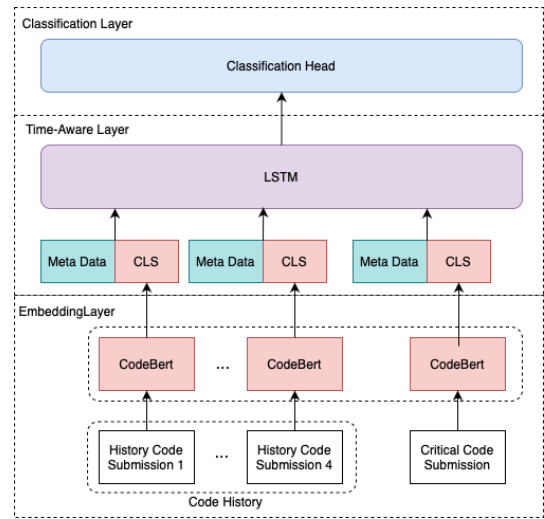 Classification Layer
Classification Head
Time-Aware Layer
LSTM
Meta Data CLS Meta Data CLS Meta Data CLS
EmbeddingLayer
CodeBert ... CodeBert CodeBert
History Code
Submission 1
...
History Code
Submission 4
Critical Code
Submission
Code History